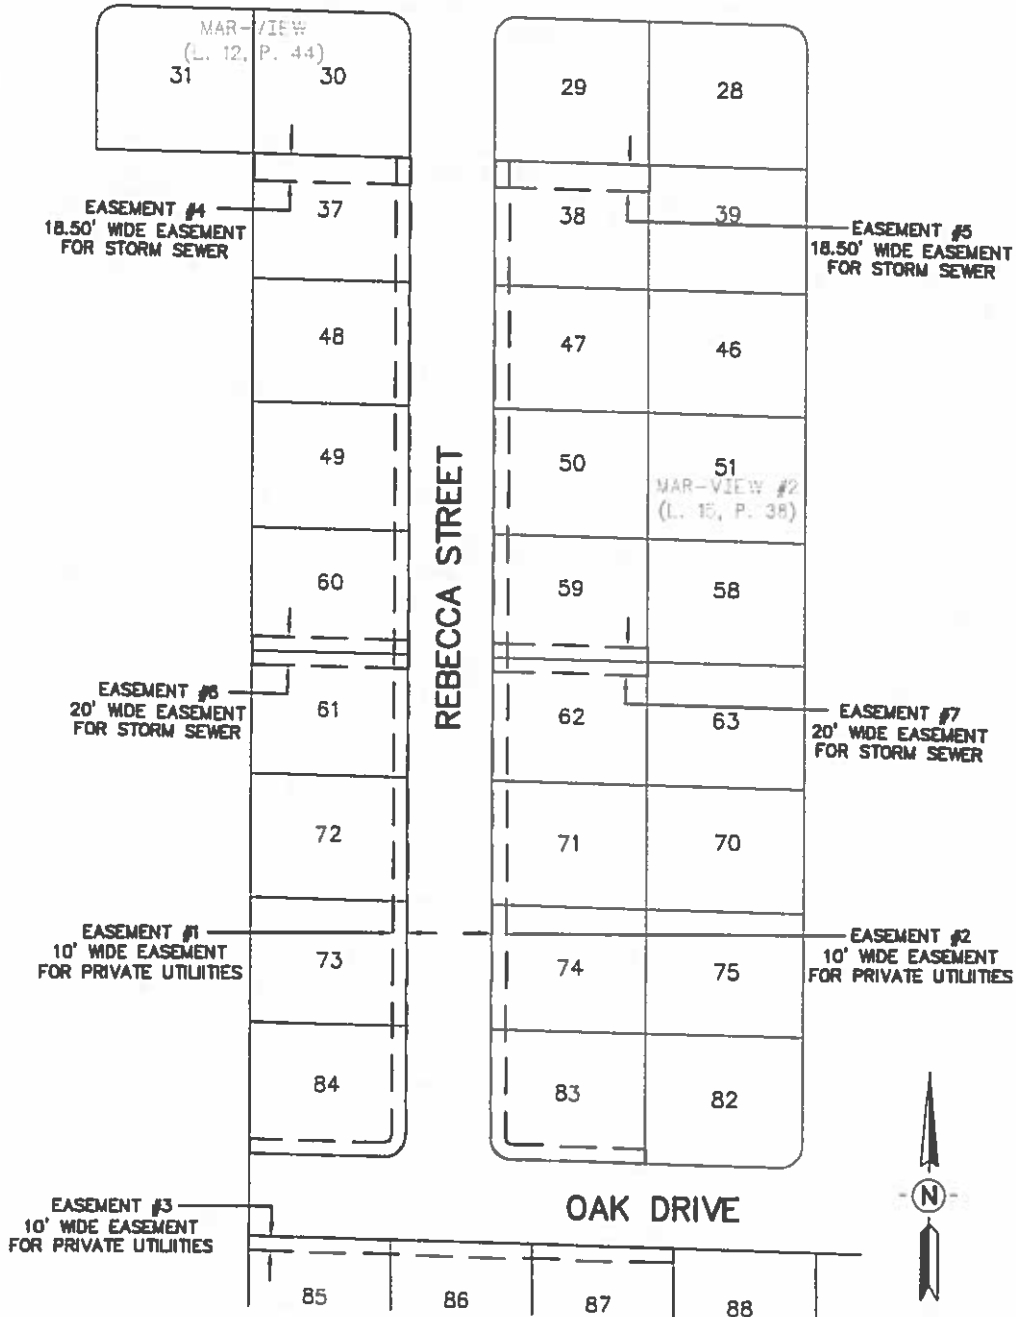 MAR-VIEW
(L. 12, P. 44)
31
30
29
28
EASEMENT #4
18.50' WIDE EASEMENT
FOR STORM SEWER
37
38
39
EASEMENT #5
18.50' WIDE EASEMENT
FOR STORM SEWER
48
47
46
49
50
51
MAR-VIEW #2
(L. 15, P. 38)
REBECCA STREET
60
59
58
EASEMENT #6
20' WIDE EASEMENT
FOR STORM SEWER
61
62
63
EASEMENT #7
20' WIDE EASEMENT
FOR STORM SEWER
72
71
70
EASEMENT #1
10' WIDE EASEMENT
FOR PRIVATE UTILIITIES
73
74
75
EASEMENT #2
10' WIDE EASEMENT
FOR PRIVATE UTILIITIES
84
83
82
EASEMENT #3
10' WIDE EASEMENT
FOR PRIVATE UTILIITIES
OAK DRIVE
N
85
86
87
88